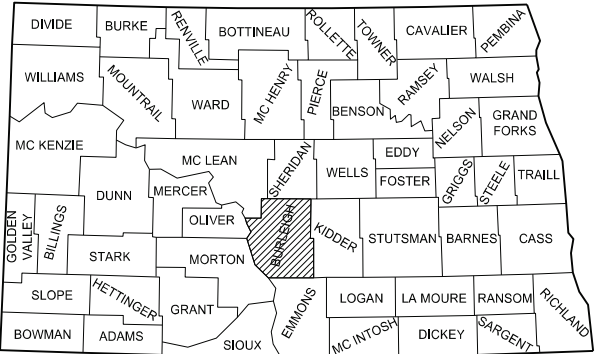 DIVIDE
BURKE
RENVILLE
BOTTINEAU
ROLLETTE
TOWNER
CAVALIER
PEMBINA
WILLIAMS
MOUNTRAIL
WARD
MC HENRY
PIERCE
BENSON
RAMSEY
WALSH
NELSON
GRAND
FORKS
MC KENZIE
MC LEAN
SHERIDAN
WELLS
EDDY
FOSTER
GRIGGS
STEELE
TRAILL
DUNN
MERCER
OLIVER
BURLEIGH
KIDDER
STUTSMAN
BARNES
CASS
GOLDEN
VALLEY
BILLINGS
STARK
MORTON
SLOPE
HETTINGER
GRANT
EMMONS
LOGAN
LA MOURE
RANSOM
RICHLAND
BOWMAN
ADAMS
SIOUX
MC INTOSH
DICKEY
SARGENT